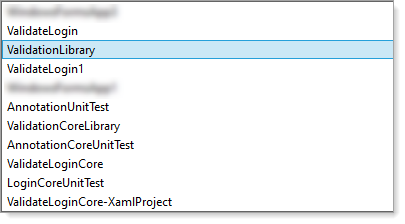 ValidateLogin
ValidationLibrary
ValidateLogin1
AnnotationUnitTest
ValidationCoreLibrary
AnnotationCoreUnitTest
ValidateLoginCore
LoginCoreUnitTest
ValidateLoginCore-XamlProject